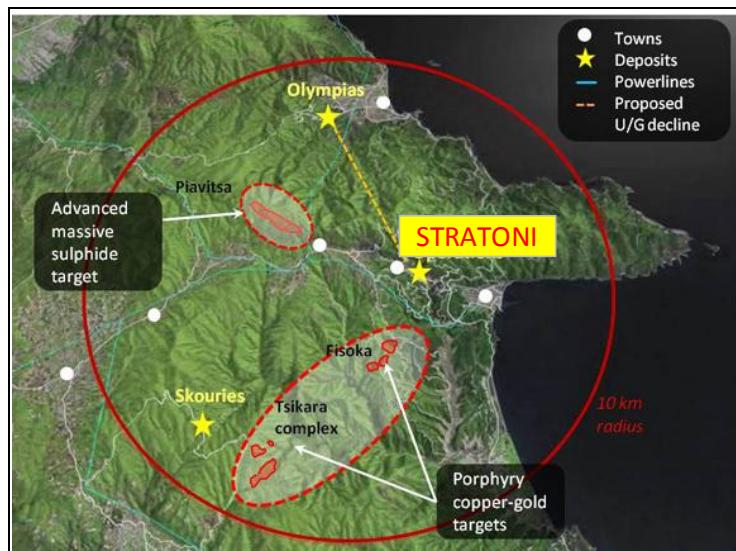 Towns
Deposits
Powerlines
Proposed
U/G decline
Olympias
Piavitsa
Advanced
massive
sulphide
target
STRATONI
Fisoka
Skouries
Tsikara
complex
10 km
radius
Porphyry
copper-gold
targets